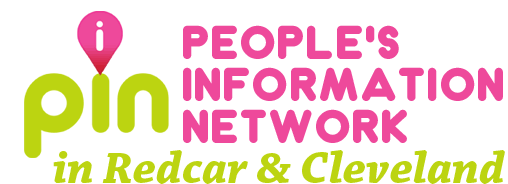 i
pin
PEOPLE'S
INFORMATION
NETWORK
in Redcar & Cleveland